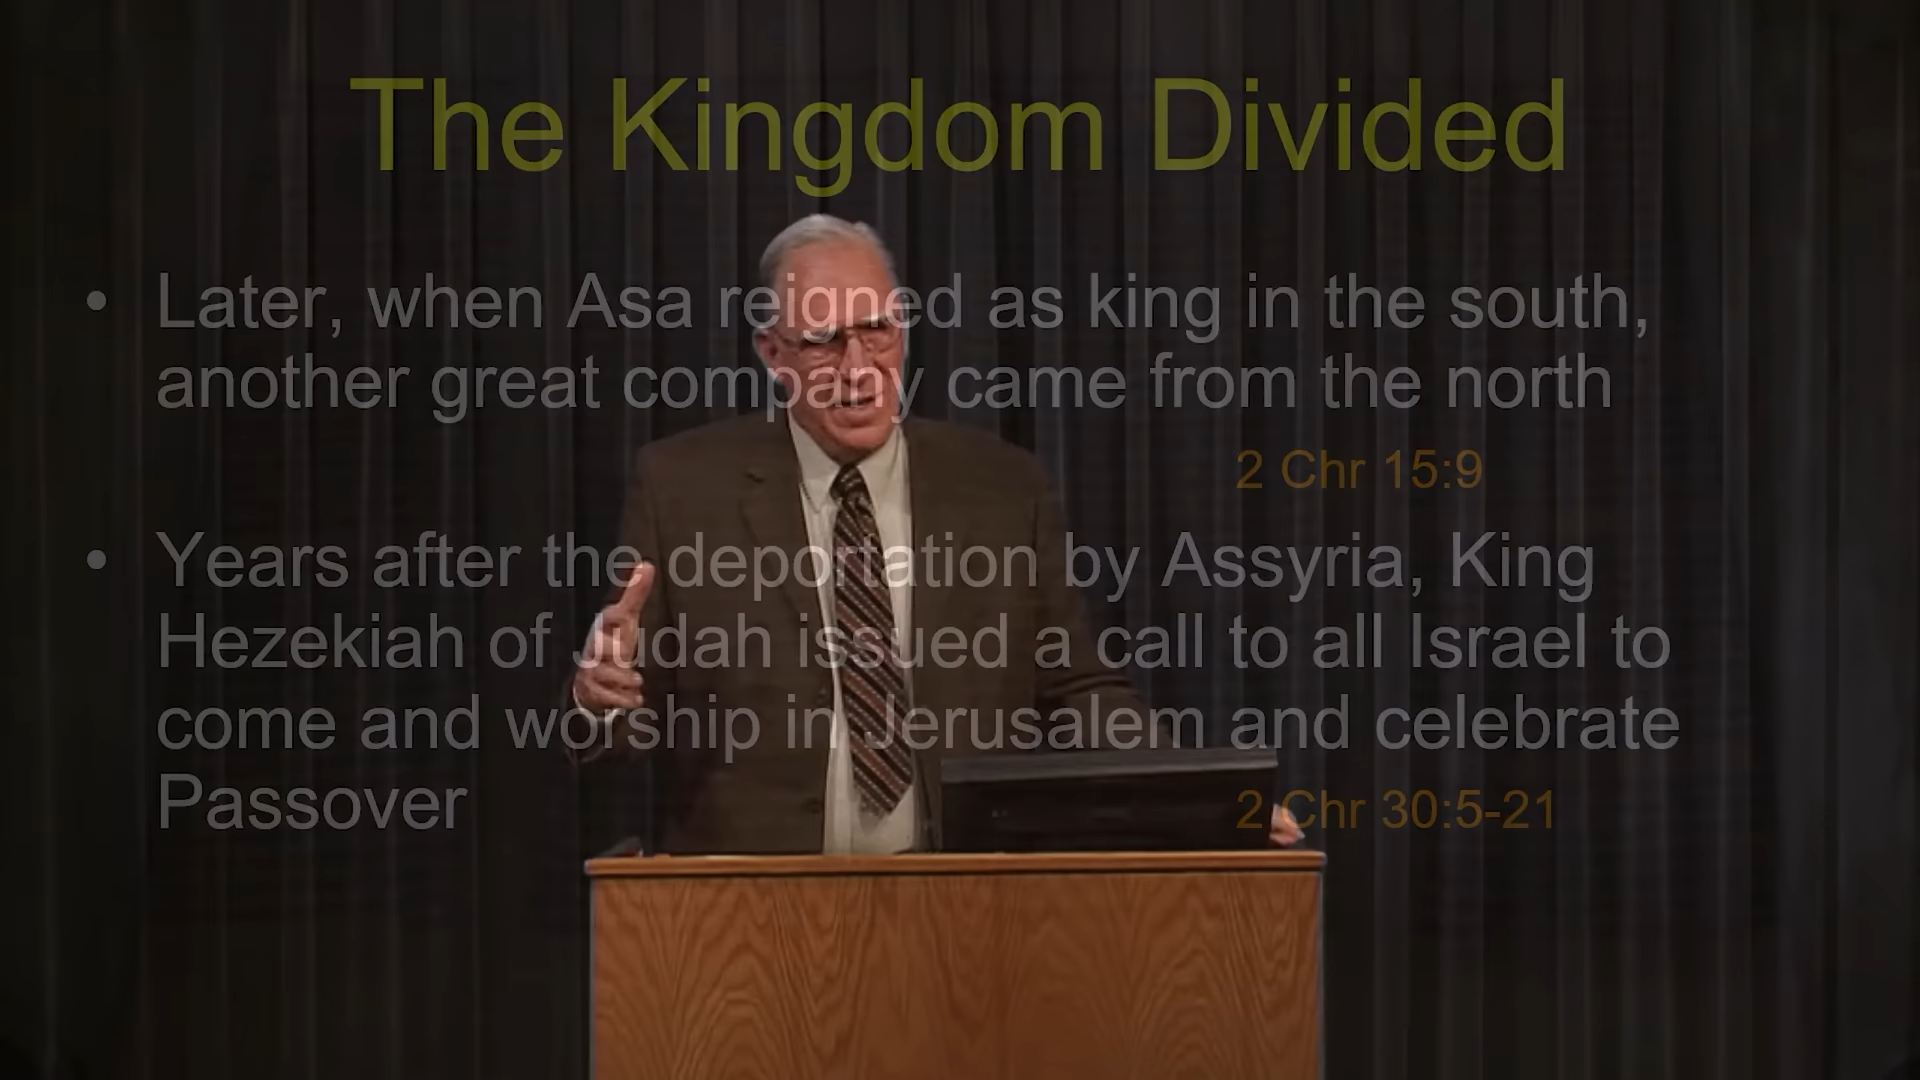 The Kingdom Divided
• Later, when Asa reigned as king in the south,
another great company came from the north
2 Chr 15:9
• Years after the deportation by Assyria, King
Hezekiah of Judah issued a call to all Israel to
come and worship in Jerusalem and celebrate
Passover 2 Chr 30:5-21